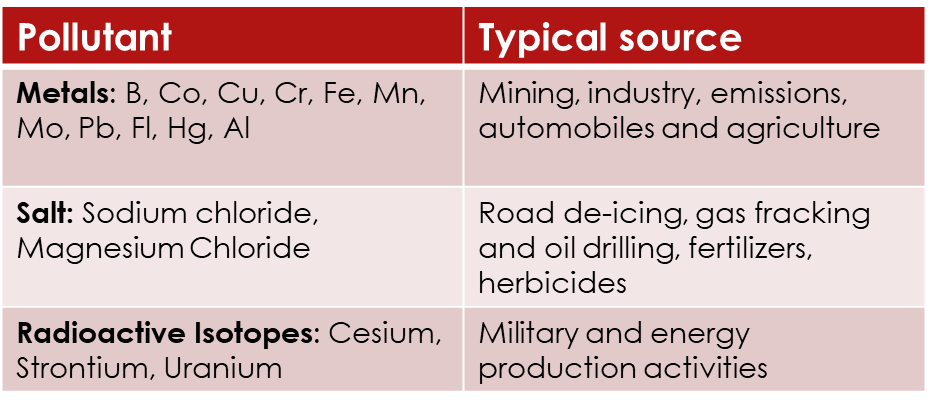 Pollutant
Typical source
Metals: B, Co, Cu, Cr, Fe, Mn,
Mo, Pb, Fl, Hg, Al
Mining, industry, emissions,
automobiles and agriculture
Salt: Sodium chloride,
Magnesium Chloride
Road de-icing, gas fracking
and oil drilling, fertilizers,
herbicides
Radioactive Isotopes: Cesium,
Strontium, Uranium
Military and energy
production activities